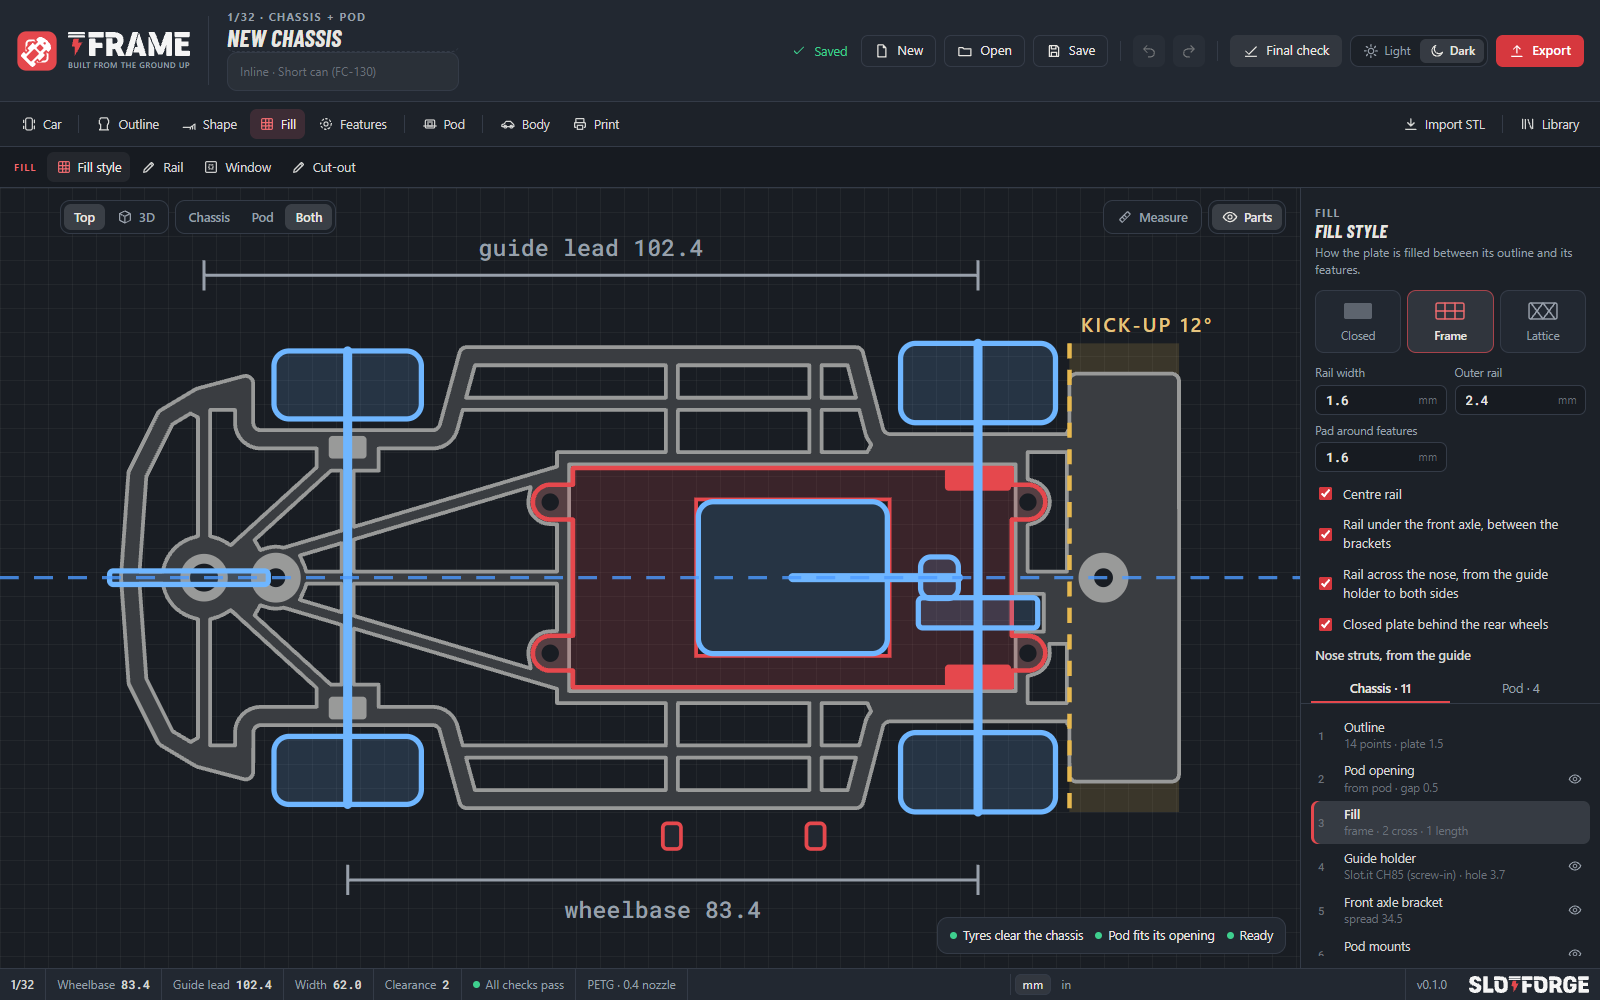 FRAME
BUILT FROM THE GROUND UP
1/32 · CHASSIS + POD
NEW CHASSIS
Inline · Short can (FC-130)
Saved
New
Open
Save
Final check
Light
Dark
Export
Car
Outline
Shape
Fill
Features
Pod
Body
Print
Import STL
Library
FILL
Fill style
Rail
Window
Cut-out
Top
3D
Chassis
Pod
Both
Measure
Parts
guide lead 102.4
KICK-UP 12°
wheelbase 83.4
Tyres clear the chassis
Pod fits its opening
Ready
FILL
FILL STYLE
How the plate is filled between its outline and its
features.
Closed
Frame
Lattice
Rail width
Outer rail
1.6 mm
2.4 mm
Pad around features
1.6 mm
Centre rail
Rail under the front axle, between the
brackets
Rail across the nose, from the guide
holder to both sides
Closed plate behind the rear wheels
Nose struts, from the guide
Chassis · 11
Pod · 4
1
Outline
14 points · plate 1.5
2
Pod opening
from pod · gap 0.5
3
Fill
frame · 2 cross · 1 length
4
Guide holder
Slot.it CH85 (screw-in) · hole 3.7
5
Front axle bracket
spread 34.5
6
Pod mounts
1/32
Wheelbase 83.4
Guide lead 102.4
Width 62.0
Clearance 2
All checks pass
PETG · 0.4 nozzle
mm
in
v0.1.0
SLOTFORGE